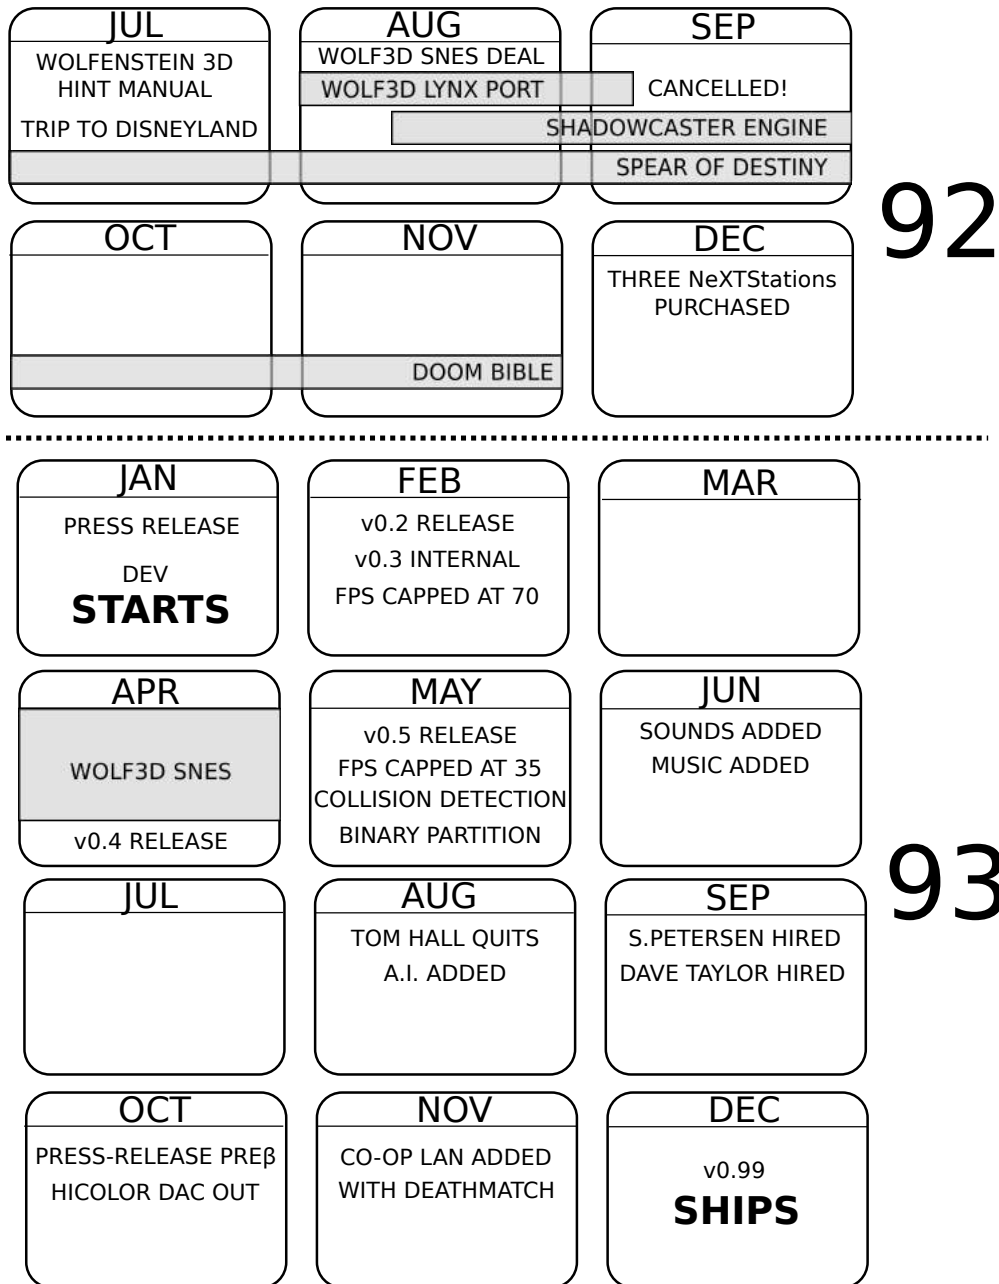 JUL
WOLFENSTEIN 3D
HINT MANUAL
TRIP TO DISNEYLAND
AUG
WOLF3D SNES DEAL
WOLF3D LYNX PORT
SEP
CANCELLED!
SHADOWCASTER ENGINE
SPEAR OF DESTINY
92
OCT
NOV
DOOM BIBLE
DEC
THREE NeXTStations
PURCHASED
JAN
PRESS RELEASE
DEV
STARTS
FEB
v0.2 RELEASE
v0.3 INTERNAL
FPS CAPPED AT 70
MAR
APR
WOLF3D SNES
v0.4 RELEASE
MAY
v0.5 RELEASE
FPS CAPPED AT 35
COLLISION DETECTION
BINARY PARTITION
JUN
SOUNDS ADDED
MUSIC ADDED
93
JUL
AUG
TOM HALL QUITS
A.I. ADDED
SEP
S.PETERSEN HIRED
DAVE TAYLOR HIRED
OCT
PRESS-RELEASE PREβ
HICOLOR DAC OUT
NOV
CO-OP LAN ADDED
WITH DEATHMATCH
DEC
v0.99
SHIPS